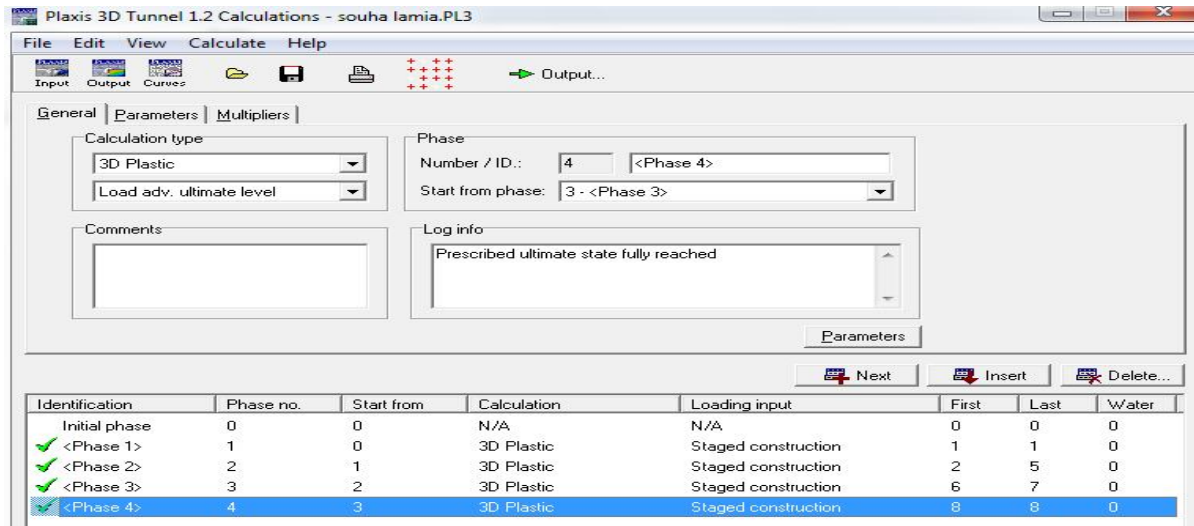 Plaxis 3D Tunnel 1.2 Calculations - souha lamia.PL3
File Edit View Calculate Help
Input Output Curves Output...
General Parameters Multipliers
Calculation type
3D Plastic
Load adv. ultimate level
Phase
Number / ID.: 4 <Phase 4>
Start from phase: 3 - <Phase 3>
Comments
Log info
Prescribed ultimate state fully reached
Parameters
Next Insert Delete...
Identification Phase no. Start from Calculation Loading input First Last Water
Initial phase 0 0 N/A N/A 0 0 0
<Phase 1> 1 0 3D Plastic Staged construction 1 1 0
<Phase 2> 2 1 3D Plastic Staged construction 2 5 0
<Phase 3> 3 2 3D Plastic Staged construction 6 7 0
<Phase 4> 4 3 3D Plastic Staged construction 8 8 0